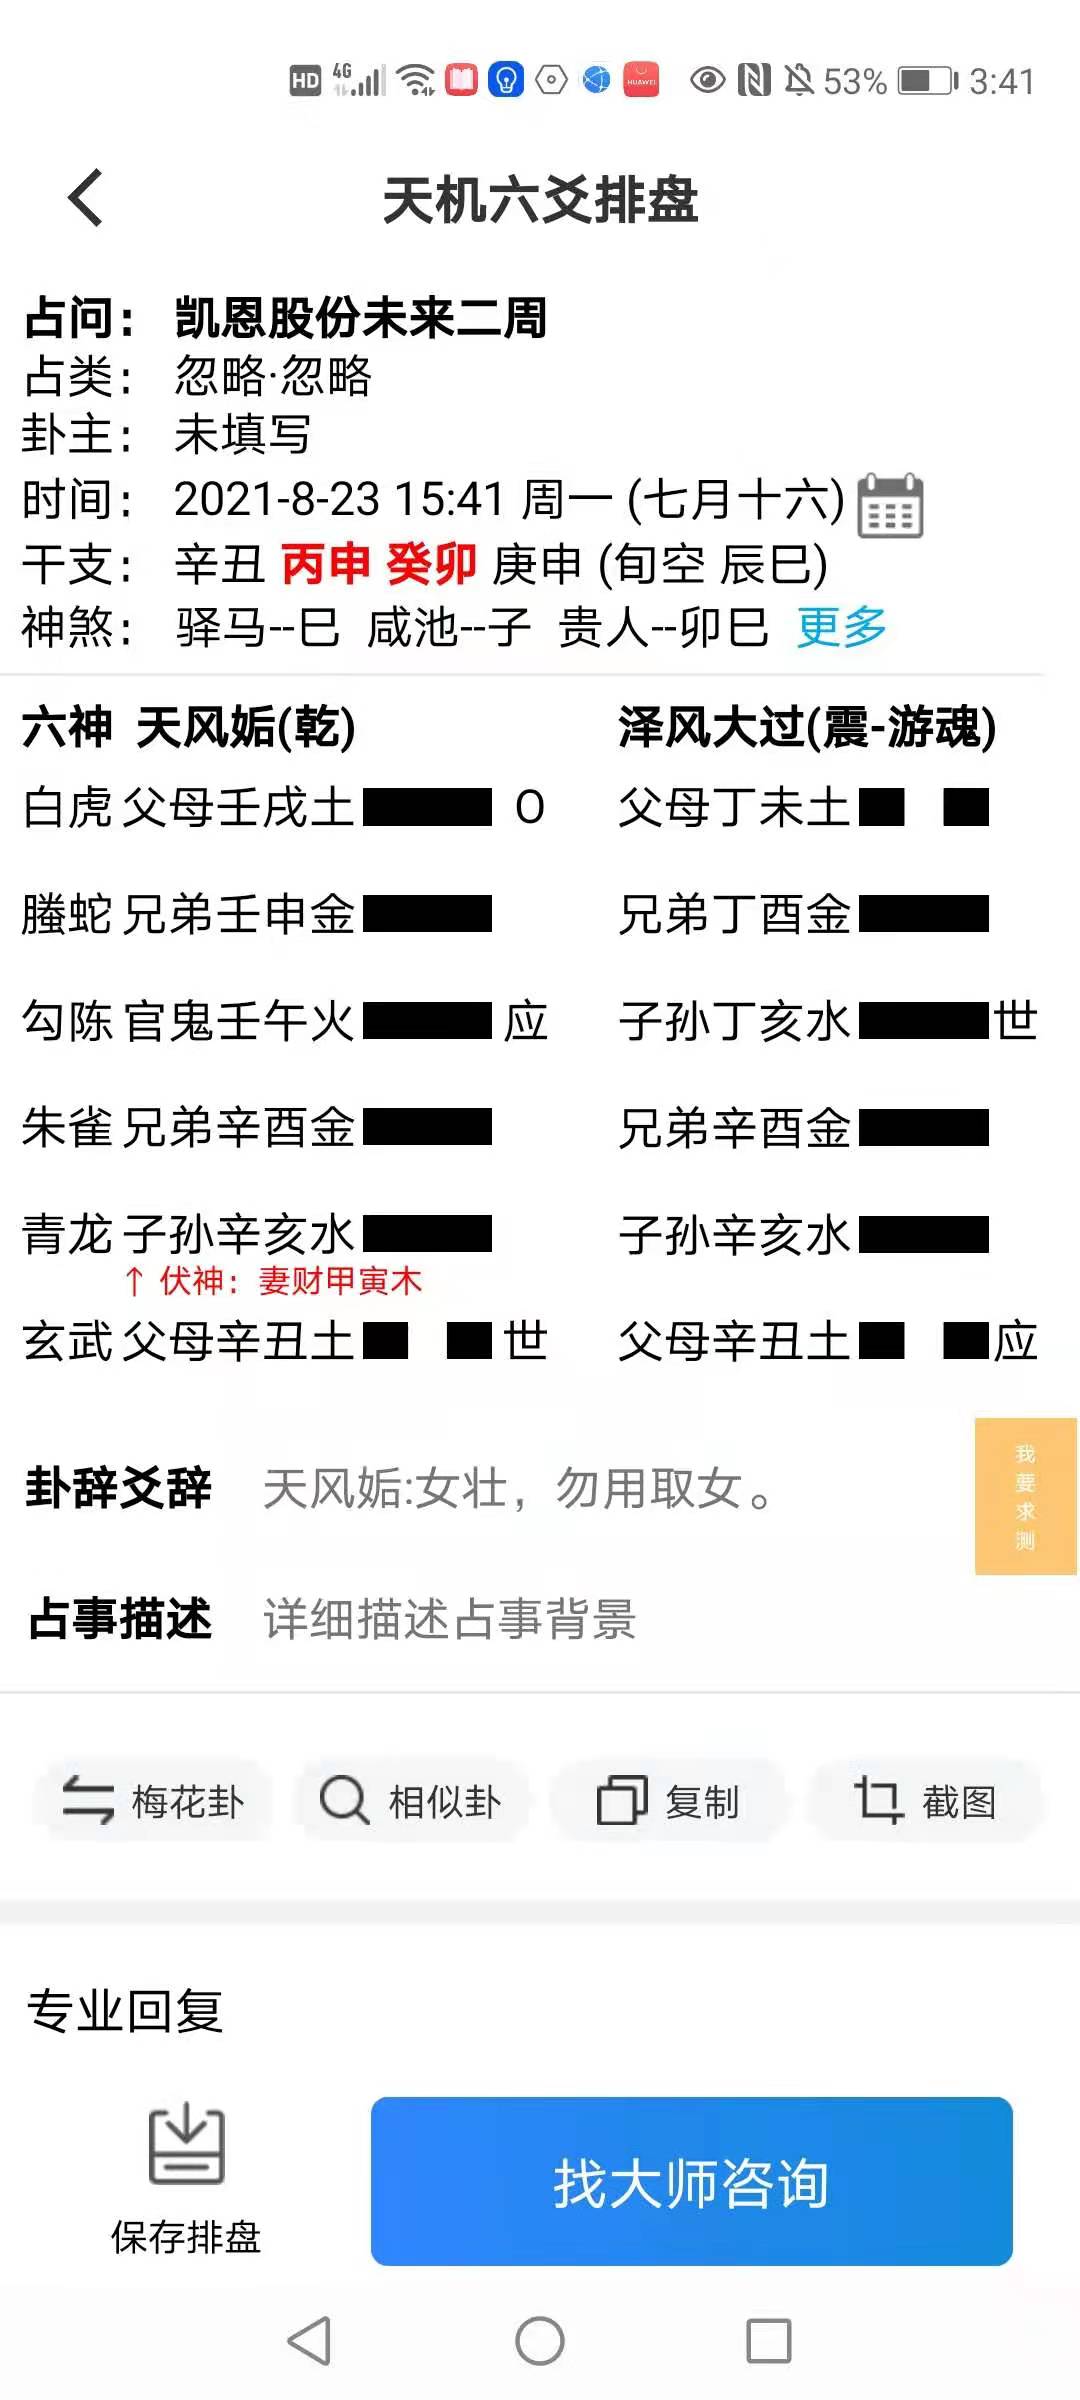 HD 4G HUAWEI 53% 3:41
天机六爻排盘
占问: 凯恩股份未来二周
占类: 忽略·忽略
卦主: 未填写
时间: 2021-8-23 15:41 周一 (七月十六)
干支: 辛丑 丙申 癸卯 庚申 (旬空 辰巳)
神煞: 驿马--巳 咸池--子 贵人--卯巳 更多
六神 天风姤(乾) 泽风大过(震-游魂)
白虎 父母壬戌土 O 父母丁未土
螣蛇 兄弟壬申金 兄弟丁酉金
勾陈 官鬼壬午火 应 子孙丁亥水 世
朱雀 兄弟辛酉金 兄弟辛酉金
青龙 子孙辛亥水 子孙辛亥水
↑ 伏神: 妻财甲寅木
玄武 父母辛丑土 世 父母辛丑土 应
卦辞爻辞 天风姤:女壮，勿用取女。
我要求测
占事描述 详细描述占事背景
梅花卦 相似卦 复制 截图
专业回复
保存排盘 找大师咨询